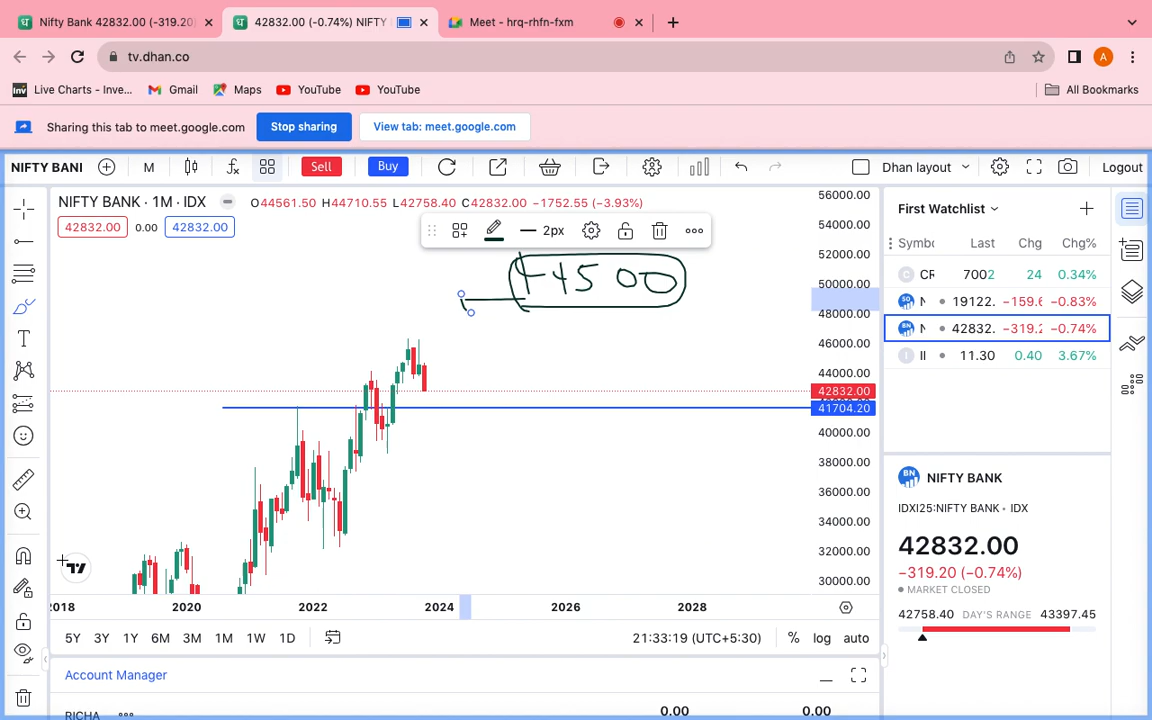 Nifty Bank 42832.00 (-319.20)
42832.00 (-0.74%) NIFTY
Meet - hrq-rhfn-fxm
tv.dhan.co
A
Live Charts - Inve...
Gmail
Maps
YouTube
YouTube
All Bookmarks
Sharing this tab to meet.google.com
Stop sharing
View tab: meet.google.com
NIFTY BANI
M
Sell
Buy
Dhan layout
Logout
NIFTY BANK · 1M · IDX
O44561.50 H44710.55 L42758.40 C42832.00 −1752.55 (−3.93%)
42832.00
0.00
42832.00
2px
4500
56000.00
54000.00
52000.00
50000.00
48000.00
46000.00
44000.00
42832.00
41704.20
40000.00
38000.00
36000.00
34000.00
32000.00
30000.00
2018
2020
2022
2024
2026
2028
5Y 3Y 1Y 6M 3M 1M 1W 1D
21:33:19 (UTC+5:30)
% log auto
Account Manager
RICHA
0.00
0.00
First Watchlist
Symbc Last Chg Chg%
C CR 7002 24 0.34%
N 19122. −159.6 −0.83%
BN N 42832. −319.2 −0.74%
I II 11.30 0.40 3.67%
BN NIFTY BANK
IDXI25:NIFTY BANK • IDX
42832.00
−319.20 (−0.74%)
MARKET CLOSED
42758.40 DAY'S RANGE 43397.45